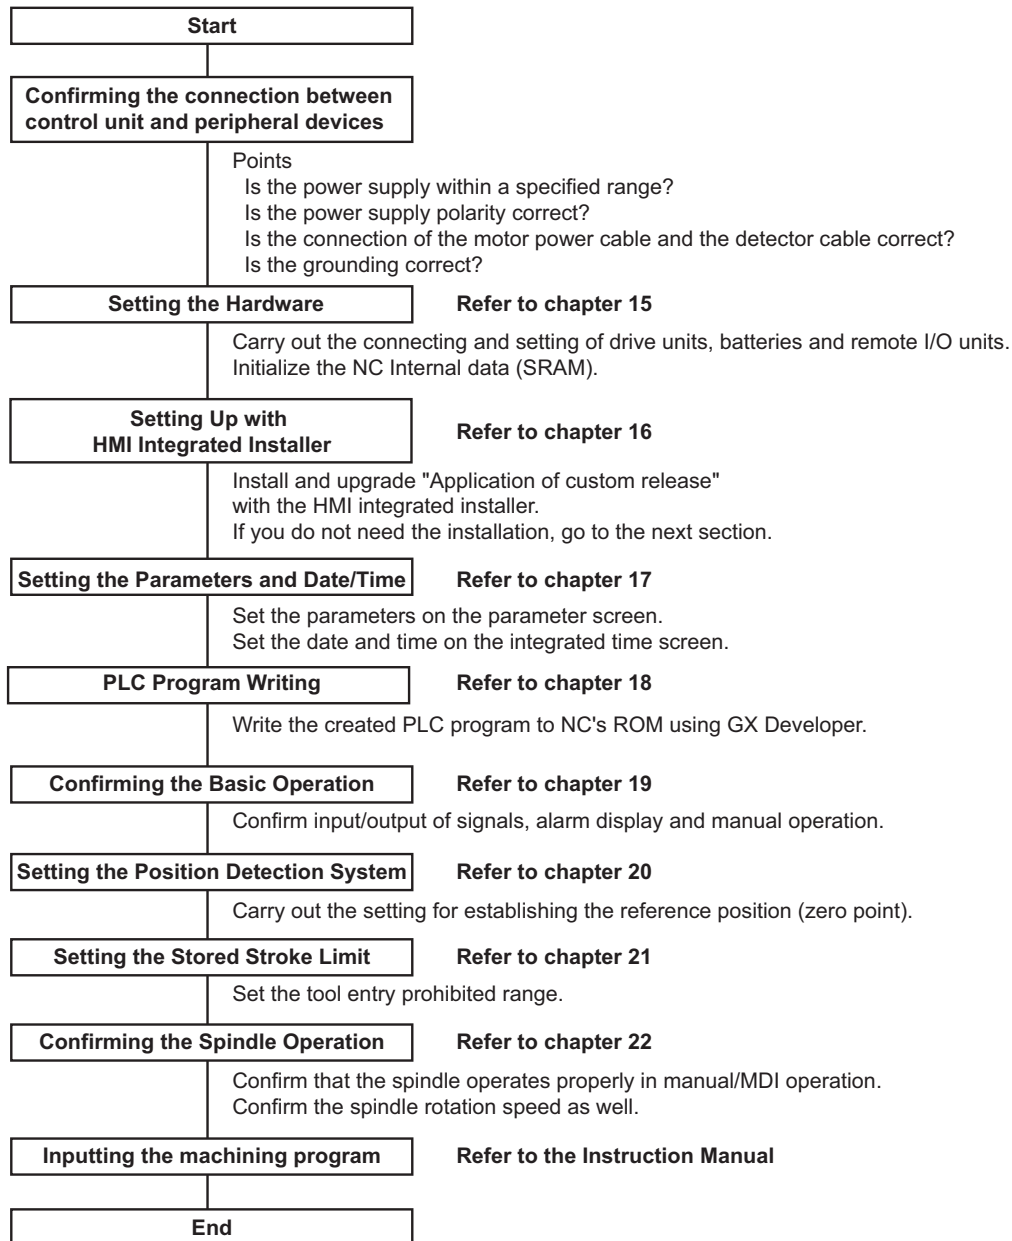 Start
Confirming the connection between
control unit and peripheral devices
Points
Is the power supply within a specified range?
Is the power supply polarity correct?
Is the connection of the motor power cable and the detector cable correct?
Is the grounding correct?
Setting the Hardware Refer to chapter 15
Carry out the connecting and setting of drive units, batteries and remote I/O units.
Initialize the NC Internal data (SRAM).
Setting Up with
HMI Integrated Installer Refer to chapter 16
Install and upgrade "Application of custom release"
with the HMI integrated installer.
If you do not need the installation, go to the next section.
Setting the Parameters and Date/Time Refer to chapter 17
Set the parameters on the parameter screen.
Set the date and time on the integrated time screen.
PLC Program Writing Refer to chapter 18
Write the created PLC program to NC's ROM using GX Developer.
Confirming the Basic Operation Refer to chapter 19
Confirm input/output of signals, alarm display and manual operation.
Setting the Position Detection System Refer to chapter 20
Carry out the setting for establishing the reference position (zero point).
Setting the Stored Stroke Limit Refer to chapter 21
Set the tool entry prohibited range.
Confirming the Spindle Operation Refer to chapter 22
Confirm that the spindle operates properly in manual/MDI operation.
Confirm the spindle rotation speed as well.
Inputting the machining program Refer to the Instruction Manual
End